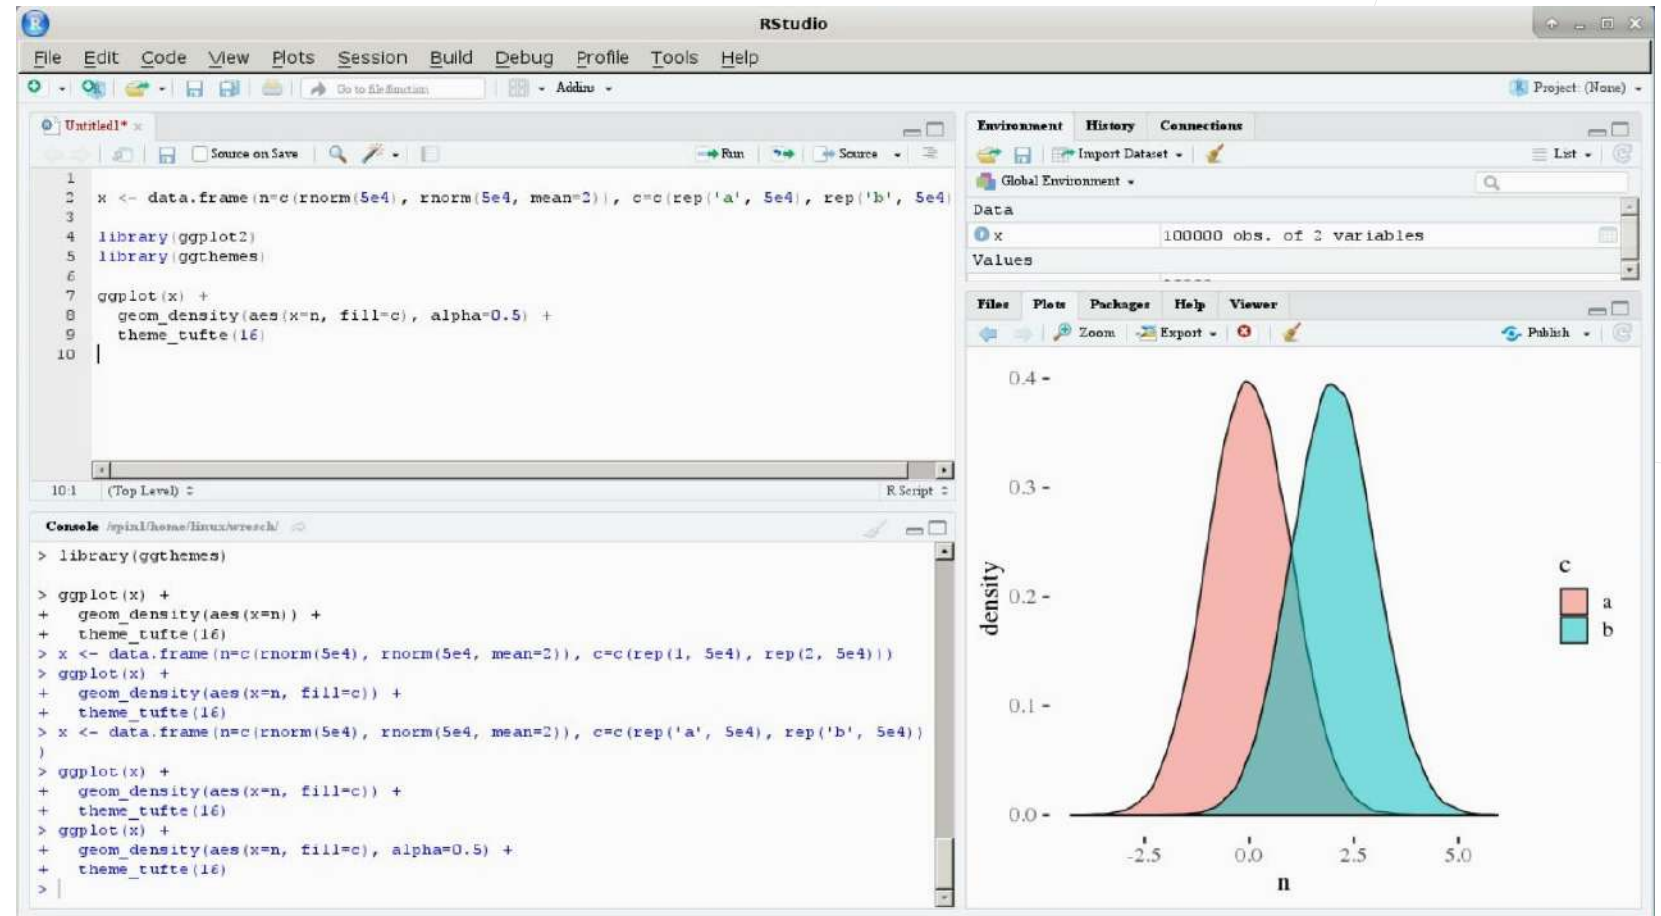 RStudio
File Edit Code View Plots Session Build Debug Profile Tools Help
Go to file/function Addins Project: (None)
Untitled1*
Source on Save Run Source
1
2 x <- data.frame(n=c(rnorm(5e4), rnorm(5e4, mean=2)), c=c(rep('a', 5e4), rep('b', 5e4)
3
4 library(ggplot2)
5 library(ggthemes)
6
7 ggplot(x) +
8 geom_density(aes(x=n, fill=c), alpha=0.5) +
9 theme_tufte(16)
10
10:1 (Top Level) R Script
Console /spin1/home/linux/wresch/
> library(ggthemes)
> ggplot(x) +
+ geom_density(aes(x=n)) +
+ theme_tufte(16)
> x <- data.frame(n=c(rnorm(5e4), rnorm(5e4, mean=2)), c=c(rep(1, 5e4), rep(2, 5e4)))
> ggplot(x) +
+ geom_density(aes(x=n, fill=c)) +
+ theme_tufte(16)
> x <- data.frame(n=c(rnorm(5e4), rnorm(5e4, mean=2)), c=c(rep('a', 5e4), rep('b', 5e4))
)
> ggplot(x) +
+ geom_density(aes(x=n, fill=c)) +
+ theme_tufte(16)
> ggplot(x) +
+ geom_density(aes(x=n, fill=c), alpha=0.5) +
+ theme_tufte(16)
>
Environment History Connections
Import Dataset List
Global Environment
Data
x 100000 obs. of 2 variables
Values
Files Plots Packages Help Viewer
Zoom Export Publish
0.4
0.3
0.2
0.1
0.0
density
-2.5 0.0 2.5 5.0
n
c
a
b